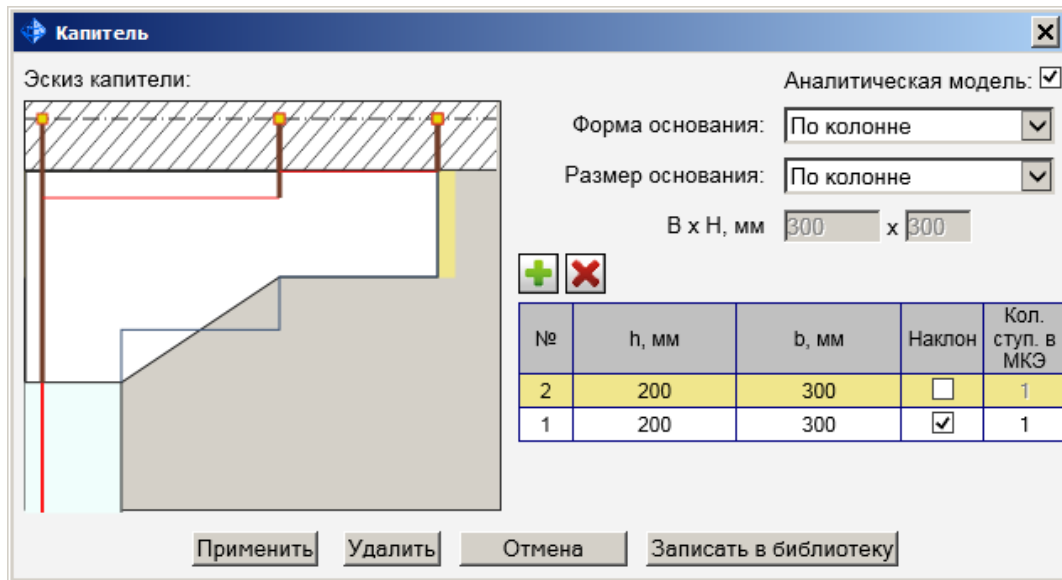 Капитель
Эскиз капители:
Аналитическая модель:
Форма основания: По колонне
Размер основания: По колонне
В х Н, мм 300 х 300
№ h, мм b, мм Наклон Кол. ступ. в МКЭ
2 200 300 1
1 200 300 1
Применить Удалить Отмена Записать в библиотеку